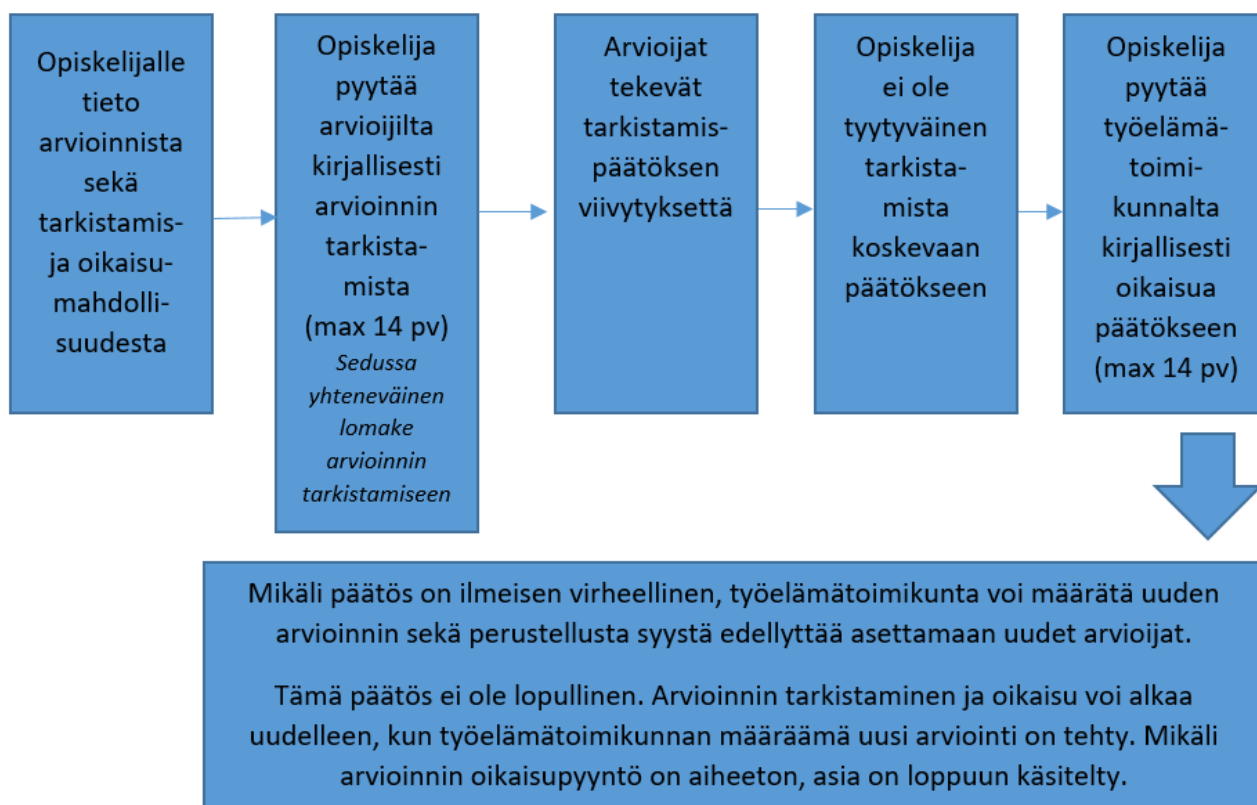 Opiskelijalle
tieto
arvioinnista
sekä
tarkistamis-
ja oikaisu-
mahdolli-
suudesta
Opiskelija
pyytää
arvioijilta
kirjallisesti
arvioinnin
tarkista-
mista
(max 14 pv)
Sedussa
yhteneväinen
lomake
arvioinnin
tarkistamiseen
Arvioijat
tekevät
tarkistamis-
päätöksen
viivytyksettä
Opiskelija
ei ole
tyytyväinen
tarkista-
mista
koskevaan
päätökseen
Opiskelija
pyytää
työelämä-
toimi-
kunnalta
kirjallisesti
oikaisua
päätökseen
(max 14 pv)
Mikäli päätös on ilmeisen virheellinen, työelämätoimikunta voi määrätä uuden
arvioinnin sekä perustellusta syystä edellyttää asettamaan uudet arvioijat.
Tämä päätös ei ole lopullinen. Arvioinnin tarkistaminen ja oikaisu voi alkaa
uudelleen, kun työelämätoimikunnan määräämä uusi arviointi on tehty. Mikäli
arvioinnin oikaisupyyntö on aiheeton, asia on loppuun käsitelty.